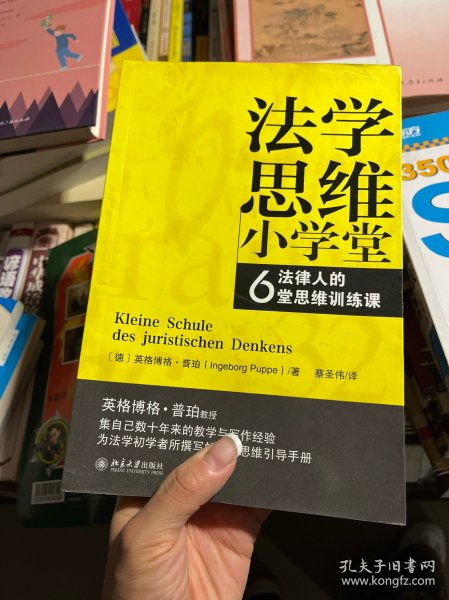 法学
思维
小学堂
6
法律人的
堂思维训练课
Kleine Schule
des juristischen Denkens
〔德〕英格博格·普珀（Ingeborg Puppe）/著 蔡圣伟/译
英格博格·普珀教授
集自己数十年来的教学与写作经验
为法学初学者所撰写 思维引导手册
北京大学出版社
350
孔夫子旧书网
www.kongfz.com